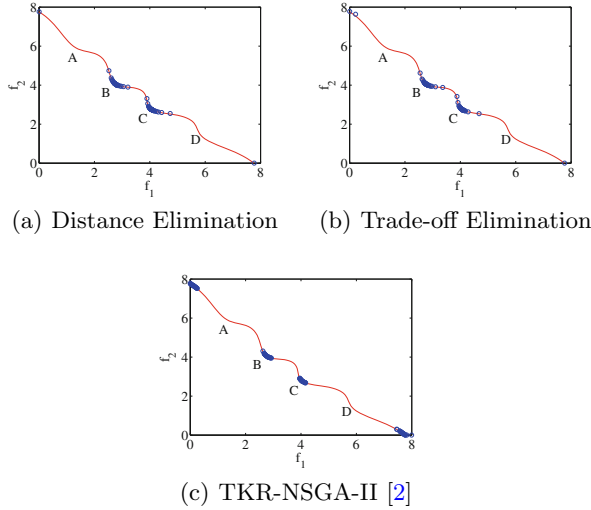 8
6
4
2
0
f2
A
B
C
D
0 2 4 6 8
f1
(a) Distance Elimination
8
6
4
2
0
f2
A
B
C
D
0 2 4 6 8
f1
(b) Trade-off Elimination
8
6
4
2
0
f2
A
B
C
D
0 2 4 6 8
f1
(c) TKR-NSGA-II [2]